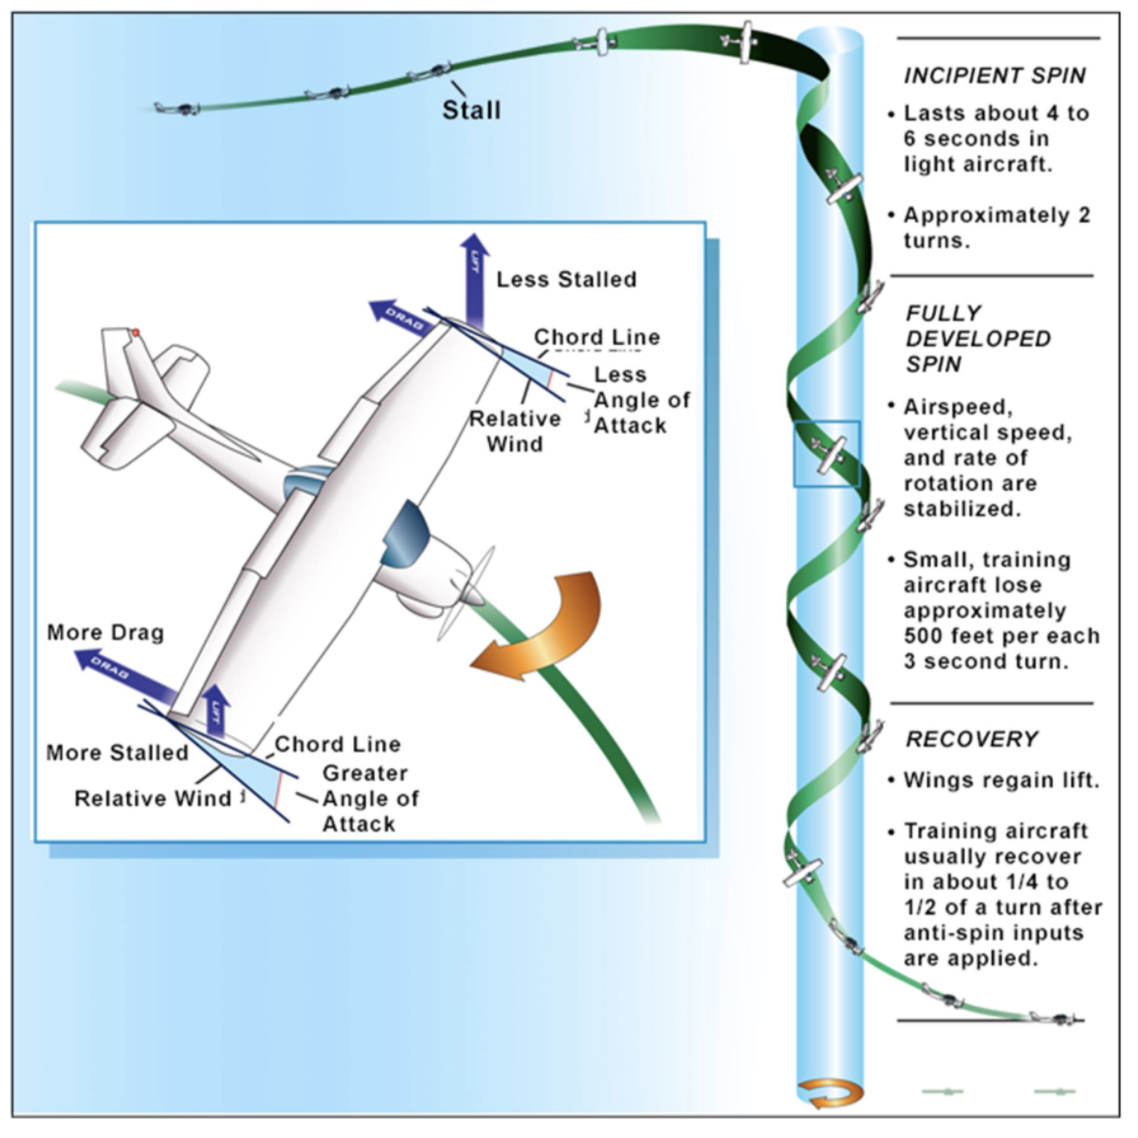 Stall
INCIPIENT SPIN
• Lasts about 4 to
6 seconds in
light aircraft.
• Approximately 2
turns.
FULLY
DEVELOPED
SPIN
• Airspeed,
vertical speed,
and rate of
rotation are
stabilized.
• Small, training
aircraft lose
approximately
500 feet per each
3 second turn.
RECOVERY
• Wings regain lift.
• Training aircraft
usually recover
in about 1/4 to
1/2 of a turn after
anti-spin inputs
are applied.
LIFT
Less Stalled
DRAG
Chord Line
Less
Angle of
Attack
Relative
Wind
More Drag
DRAG
LIFT
More Stalled
Chord Line
Relative Wind
Greater
Angle of
Attack